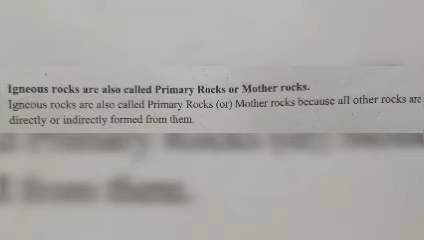 Igneous rocks are also called Primary Rocks or Mother rocks.
Igneous rocks are also called Primary Rocks (or) Mother rocks because all other rocks are
directly or indirectly formed from them.